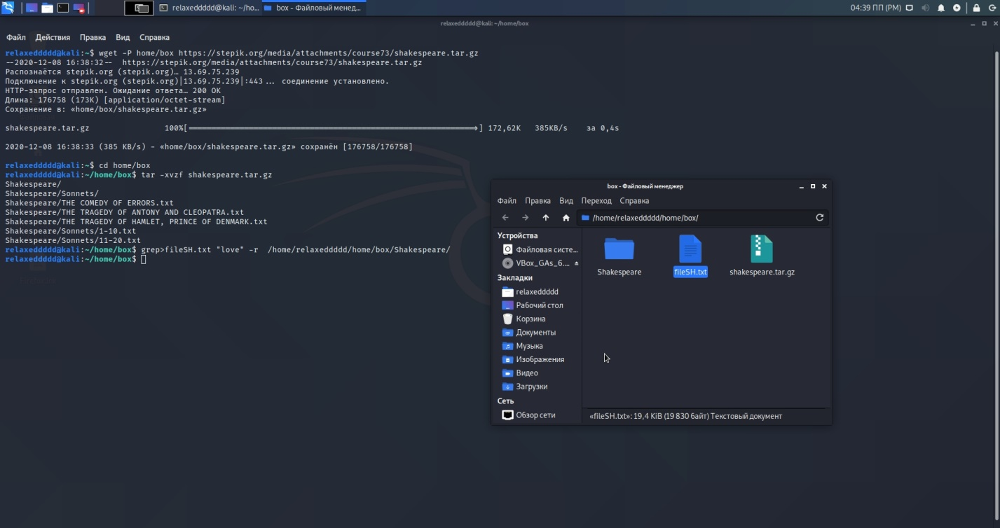 relaxeddddd@kali: ~/ho...
box - Файловый менед...
04:39 ПП (PM)
relaxeddddd@kali: ~/home/box
Файл Действия Правка Вид Справка
relaxeddddd@kali:~$ wget -P home/box https://stepik.org/media/attachments/course73/shakespeare.tar.gz
--2020-12-08 16:38:32-- https://stepik.org/media/attachments/course73/shakespeare.tar.gz
Распознаётся stepik.org (stepik.org)… 13.69.75.239
Подключение к stepik.org (stepik.org)|13.69.75.239|:443... соединение установлено.
HTTP-запрос отправлен. Ожидание ответа… 200 OK
Длина: 176758 (173K) [application/octet-stream]
Сохранение в: «home/box/shakespeare.tar.gz»
shakespeare.tar.gz 100%[===================>] 172,62K 385KB/s за 0,4s
2020-12-08 16:38:33 (385 KB/s) - «home/box/shakespeare.tar.gz» сохранён [176758/176758]
relaxeddddd@kali:~$ cd home/box
relaxeddddd@kali:~/home/box$ tar -xvzf shakespeare.tar.gz
Shakespeare/
Shakespeare/Sonnets/
Shakespeare/THE COMEDY OF ERRORS.txt
Shakespeare/THE TRAGEDY OF ANTONY AND CLEOPATRA.txt
Shakespeare/THE TRAGEDY OF HAMLET, PRINCE OF DENMARK.txt
Shakespeare/Sonnets/1-10.txt
Shakespeare/Sonnets/11-20.txt
relaxeddddd@kali:~/home/box$ grep>fileSH.txt "love" -r /home/relaxeddddd/home/box/Shakespeare/
relaxeddddd@kali:~/home/box$
box - Файловый менеджер
Файл Правка Вид Переход Справка
/home/relaxeddddd/home/box/
Устройства
Файловая систе...
VBox_GAs_6....
Закладки
relaxeddddd
Рабочий стол
Корзина
Документы
Музыка
Изображения
Видео
Загрузки
Сеть
Обзор сети
Shakespeare
fileSH.txt
shakespeare.tar.gz
«fileSH.txt»: 19,4 KiB (19 830 байт) Текстовый документ